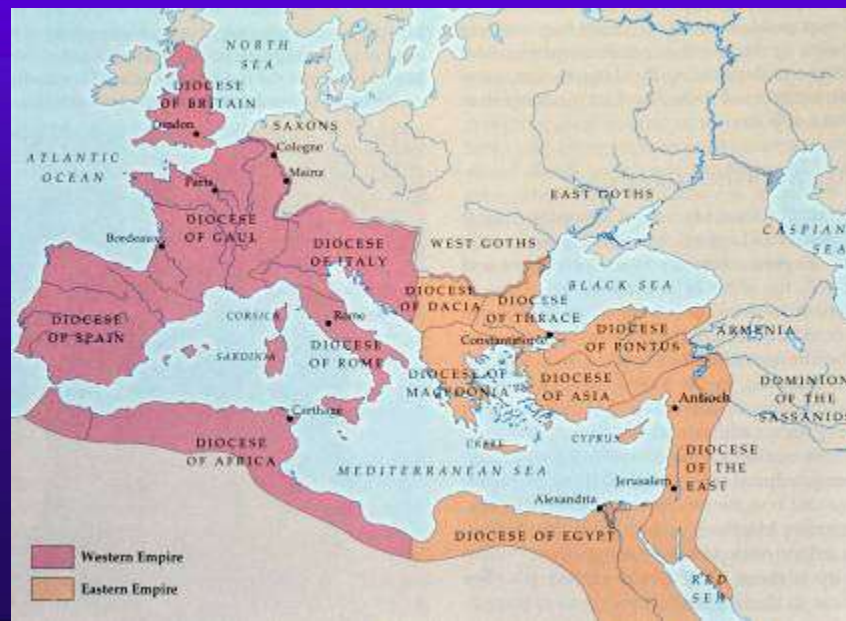 NORTH
SEA
DIOCESE
OF BRITAIN
London
SAXONS
Cologne
ATLANTIC
OCEAN
Mainz
Paris
EAST GOTHS
DIOCESE
OF GAUL
CASPIAN
SEA
Bordeaux
DIOCESE
OF ITALY
WEST GOTHS
BLACK SEA
DIOCESE
OF DACIA
DIOCESE
OF THRACE
CORSICA
Rome
DIOCESE
OF SPAIN
Constantinople
DIOCESE
OF PONTUS
ARMENIA
SARDINIA
DIOCESE
OF ROME
DIOCESE OF
MACEDONIA
DIOCESE
OF ASIA
DOMINION
OF THE
SASSANIDS
Antioch
Carthage
DIOCESE
OF AFRICA
CRETE
CYPRUS
DIOCESE
OF THE
EAST
MEDITERRANEAN SEA
Jerusalem
Alexandria
DIOCESE OF EGYPT
Western Empire
Eastern Empire
RED
SEA